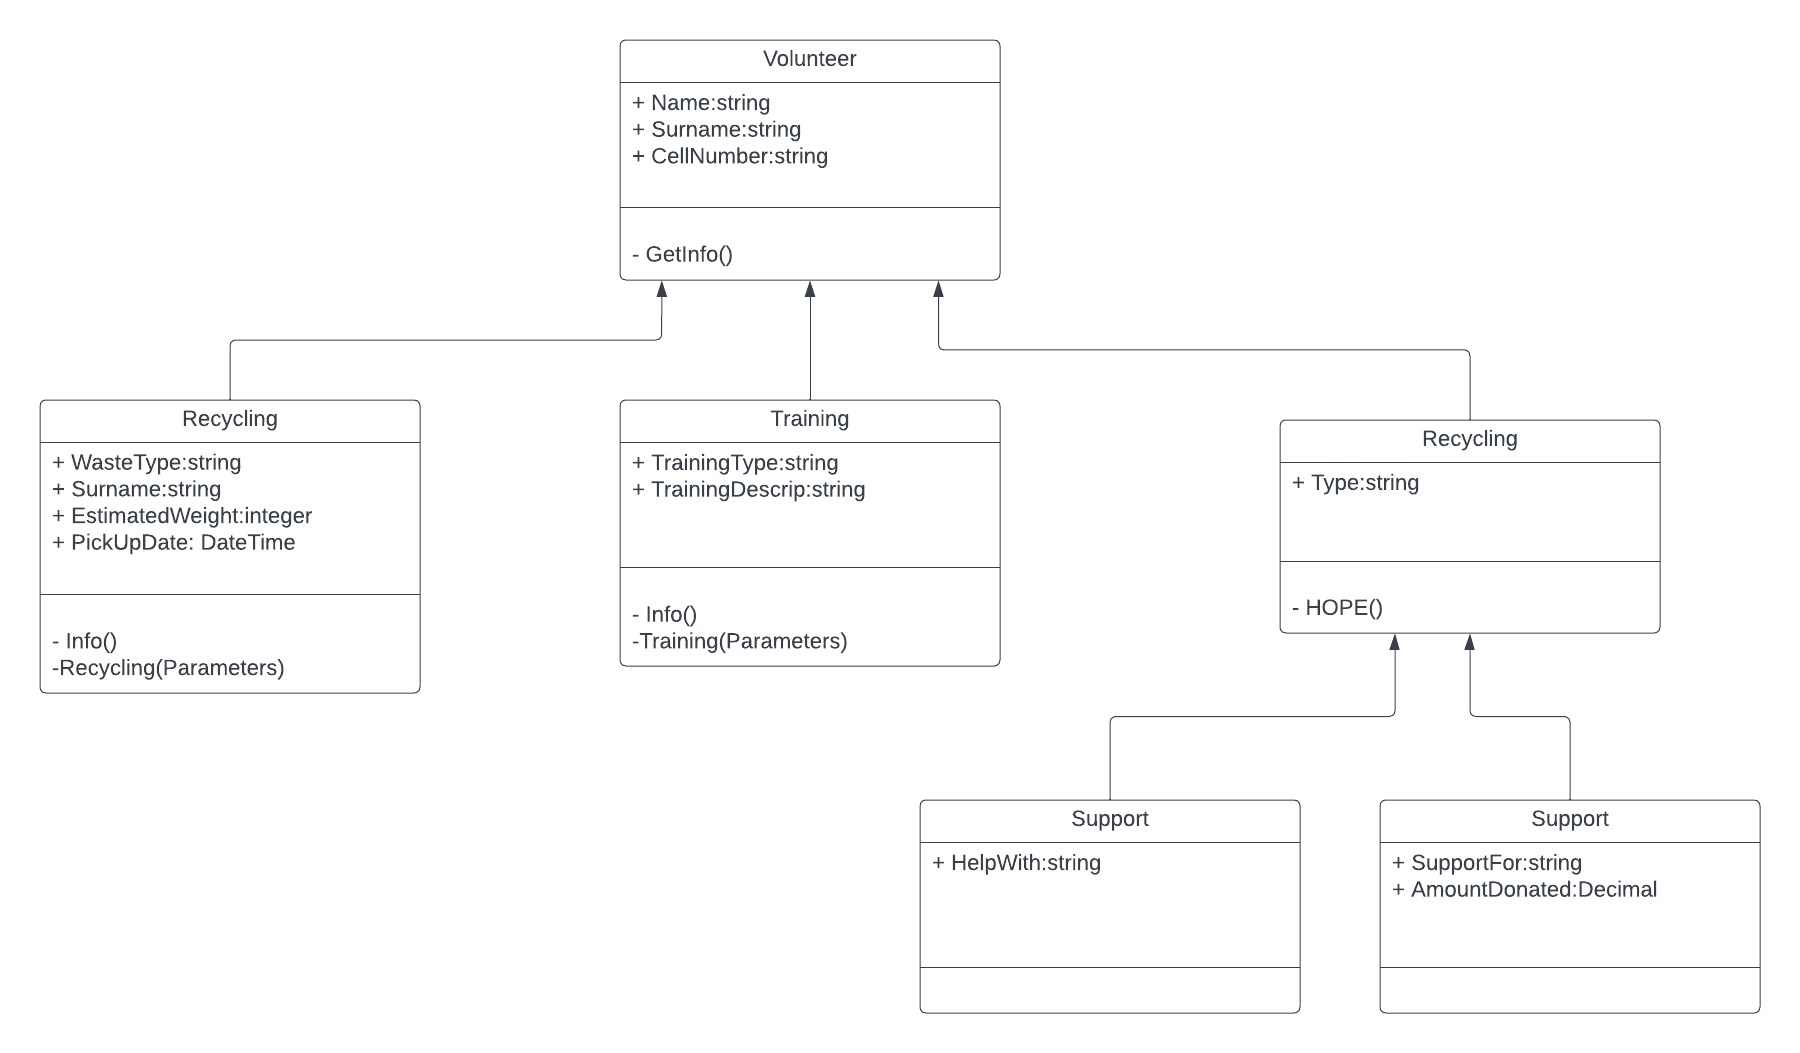 Volunteer
+ Name:string
+ Surname:string
+ CellNumber:string
- GetInfo()
Recycling
+ WasteType:string
+ Surname:string
+ EstimatedWeight:integer
+ PickUpDate: DateTime
- Info()
-Recycling(Parameters)
Training
+ TrainingType:string
+ TrainingDescrip:string
- Info()
-Training(Parameters)
Recycling
+ Type:string
- HOPE()
Support
+ HelpWith:string
Support
+ SupportFor:string
+ AmountDonated:Decimal